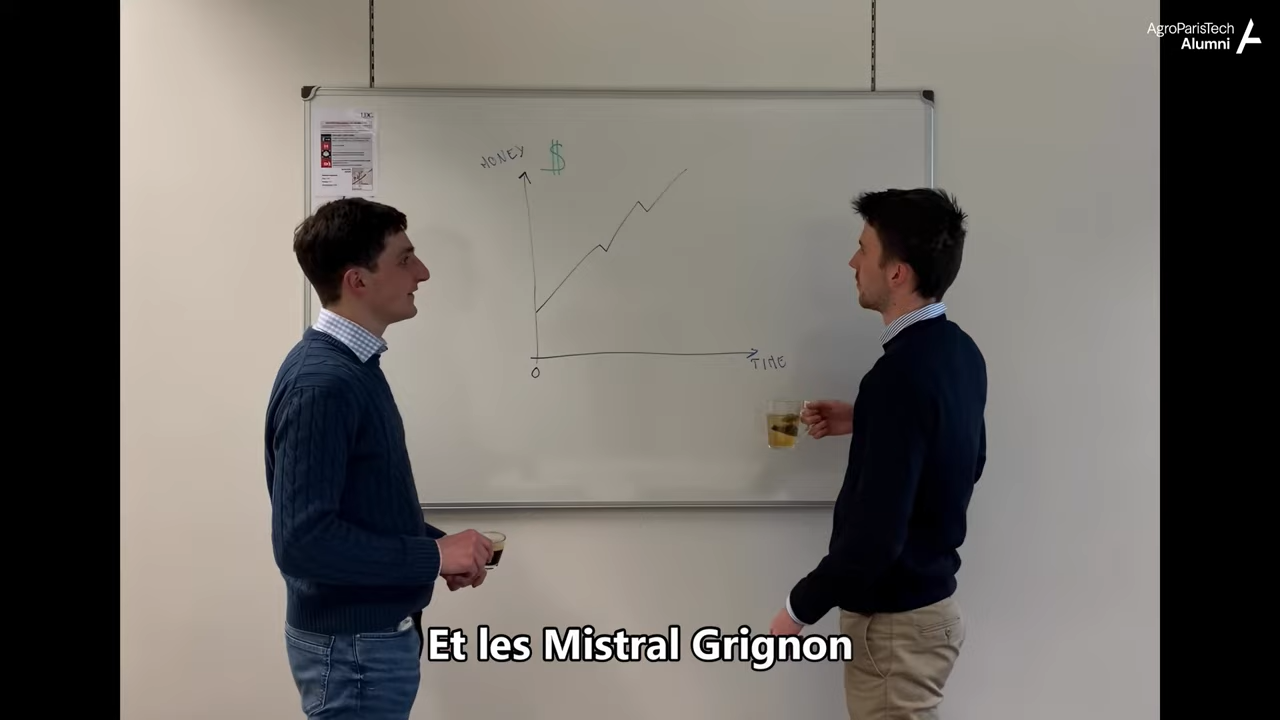 AgroParisTech
Alumni
MONEY $
TIME
0
Et les Mistral Grignon